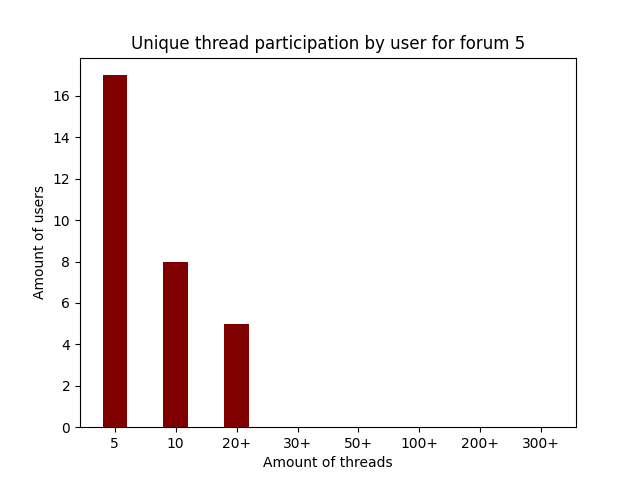 Unique thread participation by user for forum 5
Amount of users
16
14
12
10
8
6
4
2
0
5 10 20+ 30+ 50+ 100+ 200+ 300+
Amount of threads